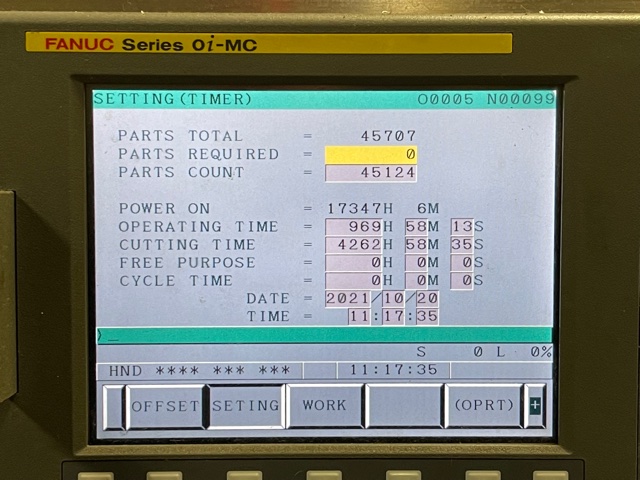 FANUC Series 0i-MC
SETTING(TIMER) O0005 N00099
PARTS TOTAL = 45707
PARTS REQUIRED = 0
PARTS COUNT = 45124
POWER ON = 17347H 6M
OPERATING TIME = 969H 58M 13S
CUTTING TIME = 4262H 58M 35S
FREE PURPOSE = 0H 0M 0S
CYCLE TIME = 0H 0M 0S
DATE = 2021/10/20
TIME = 11:17:35
>_
S 0 L 0%
HND **** *** *** 11:17:35
OFFSET SETING WORK (OPRT) +